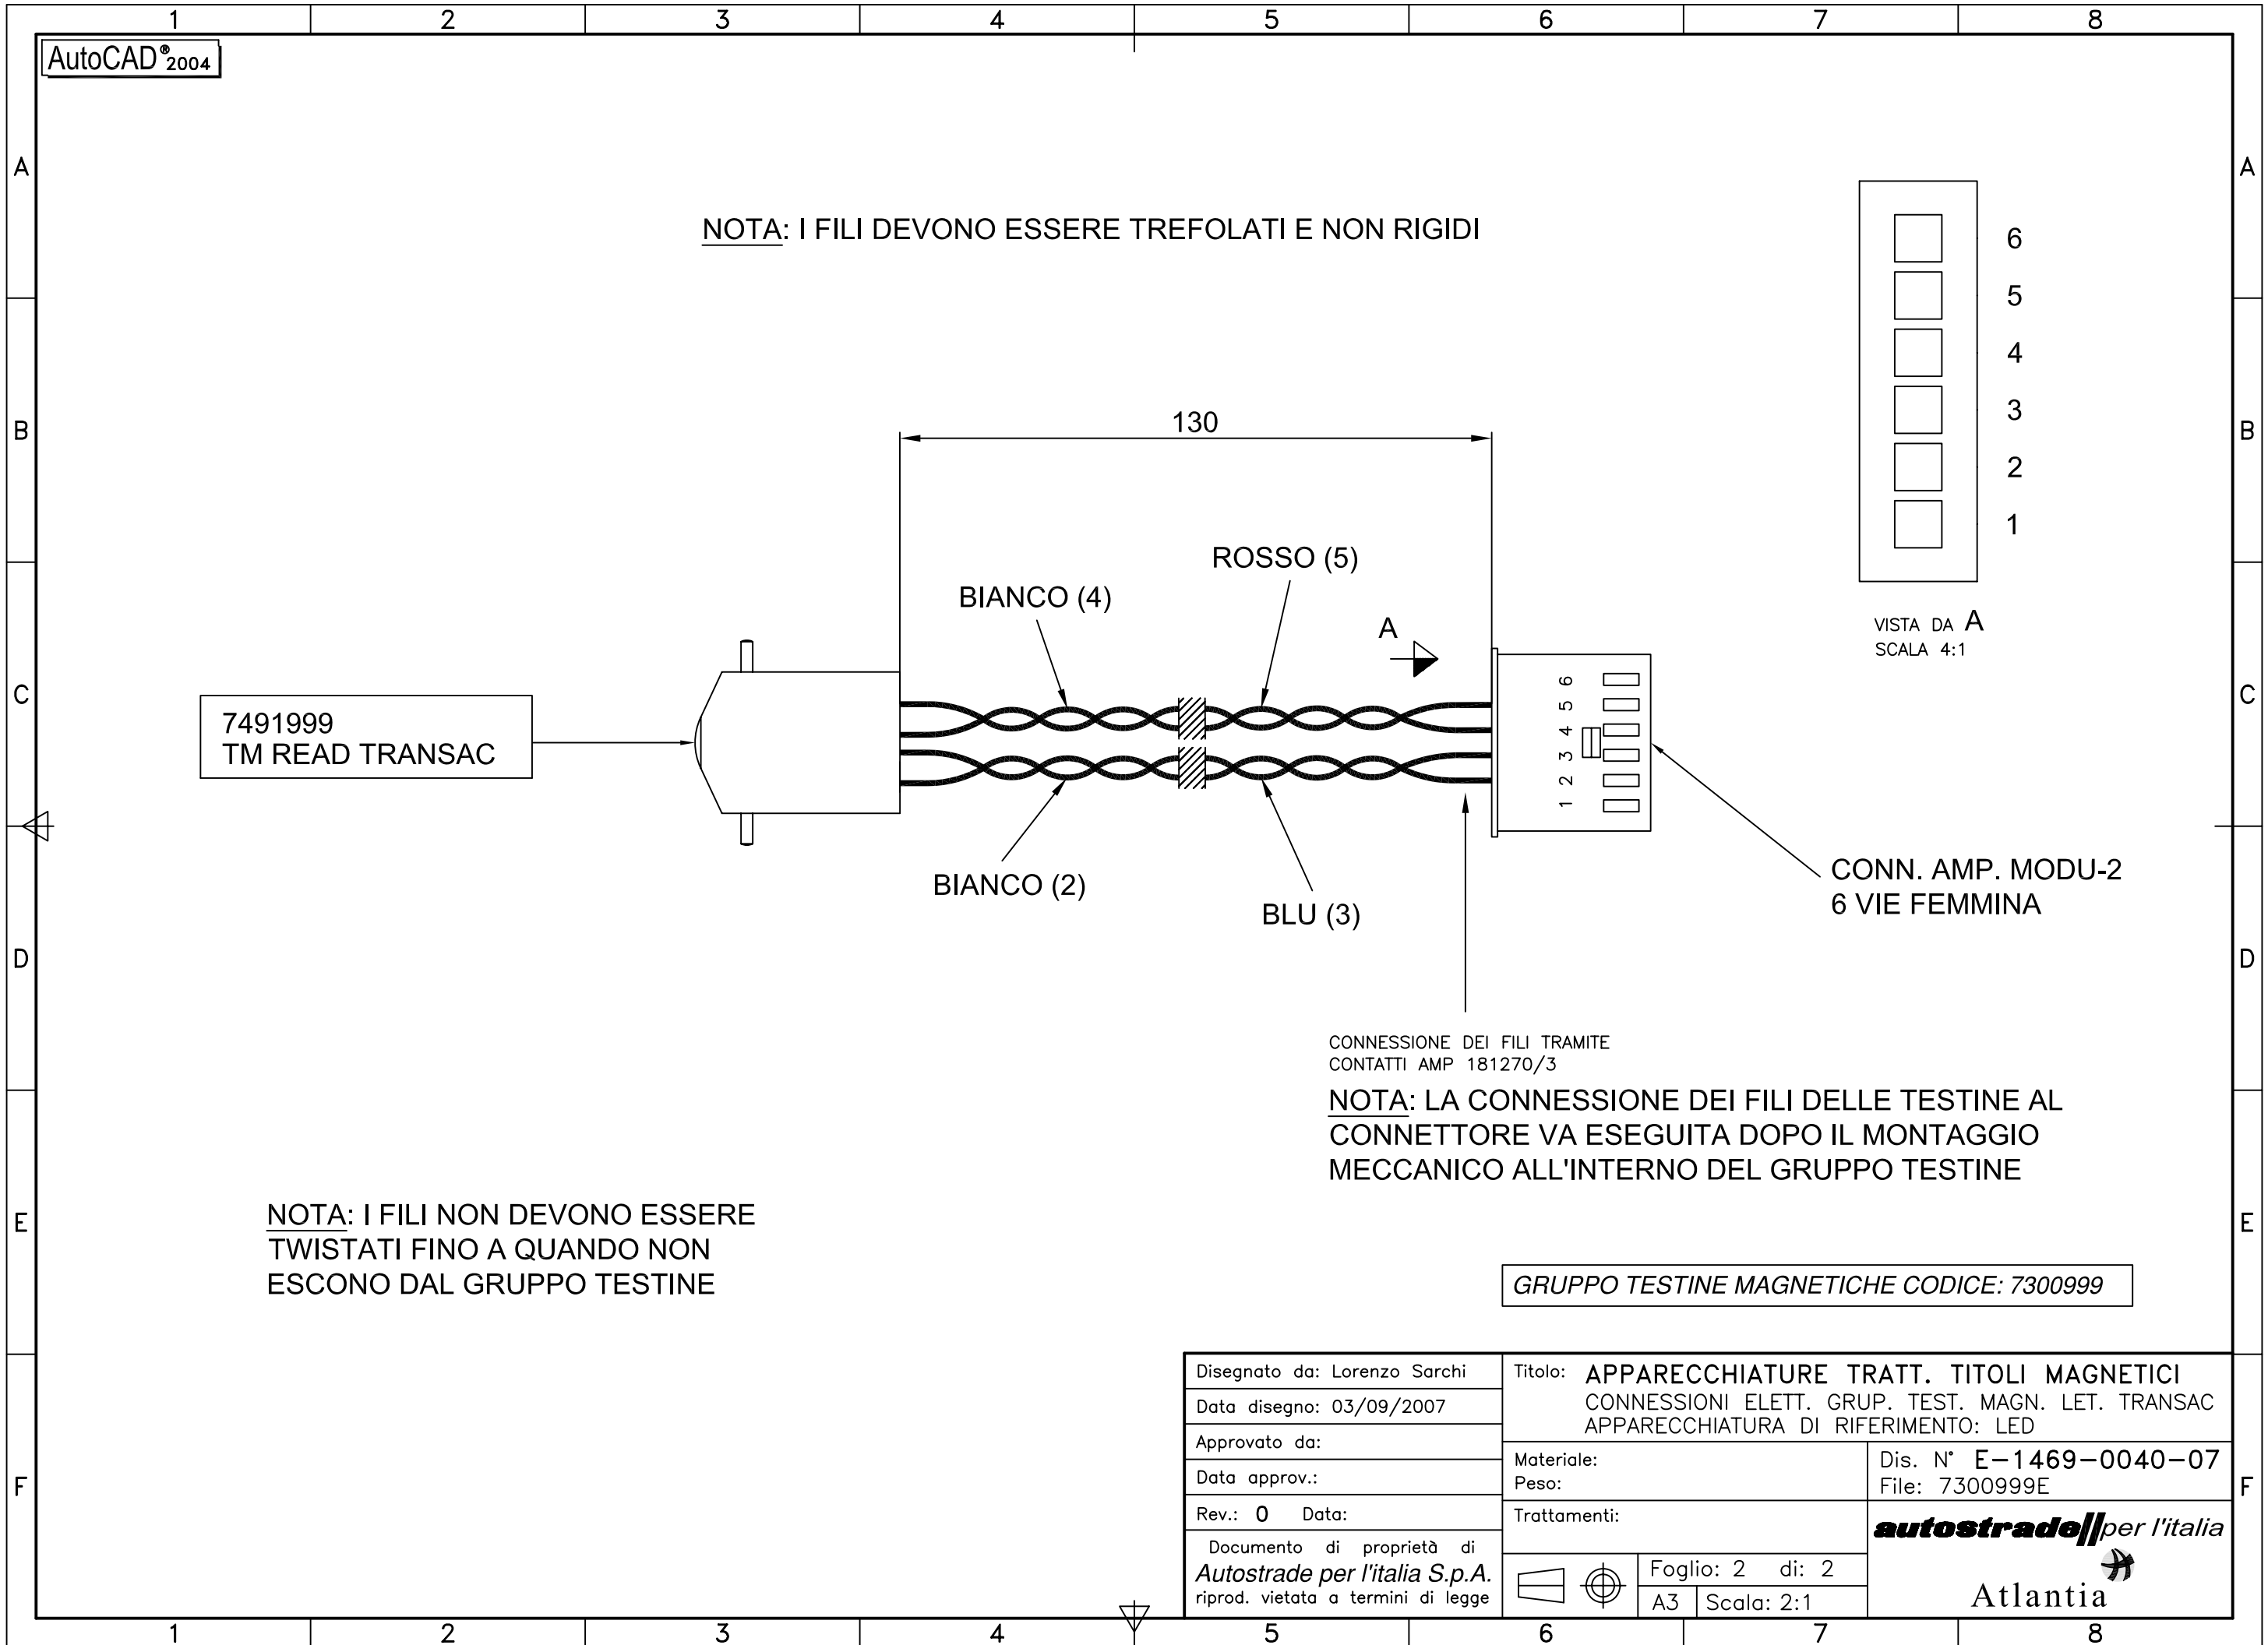 1 2 3 4 5 6 7 8
AutoCAD® 2004
A A
NOTA: I FILI DEVONO ESSERE TREFOLATI E NON RIGIDI
6
5
4
3
2
1
VISTA DA A
SCALA 4:1
B B
130
ROSSO (5)
BIANCO (4)
A
C C
7491999
TM READ TRANSAC
1 2 3 4 5 6
BIANCO (2)
BLU (3)
CONN. AMP. MODU-2
6 VIE FEMMINA
D D
CONNESSIONE DEI FILI TRAMITE
CONTATTI AMP 181270/3
NOTA: LA CONNESSIONE DEI FILI DELLE TESTINE AL
CONNETTORE VA ESEGUITA DOPO IL MONTAGGIO
MECCANICO ALL'INTERNO DEL GRUPPO TESTINE
E E
NOTA: I FILI NON DEVONO ESSERE
TWISTATI FINO A QUANDO NON
ESCONO DAL GRUPPO TESTINE
GRUPPO TESTINE MAGNETICHE CODICE: 7300999
F F
Disegnato da: Lorenzo Sarchi
Data disegno: 03/09/2007
Approvato da:
Data approv.:
Rev.: 0 Data:
Documento di proprietà di
Autostrade per l'italia S.p.A.
riprod. vietata a termini di legge
Titolo: APPARECCHIATURE TRATT. TITOLI MAGNETICI
CONNESSIONI ELETT. GRUP. TEST. MAGN. LET. TRANSAC
APPARECCHIATURA DI RIFERIMENTO: LED
Materiale:
Peso:
Dis. N° E-1469-0040-07
File: 7300999E
Trattamenti:
Foglio: 2 di: 2
A3 Scala: 2:1
autostrade//per l'italia
Atlantia
1 2 3 4 5 6 7 8